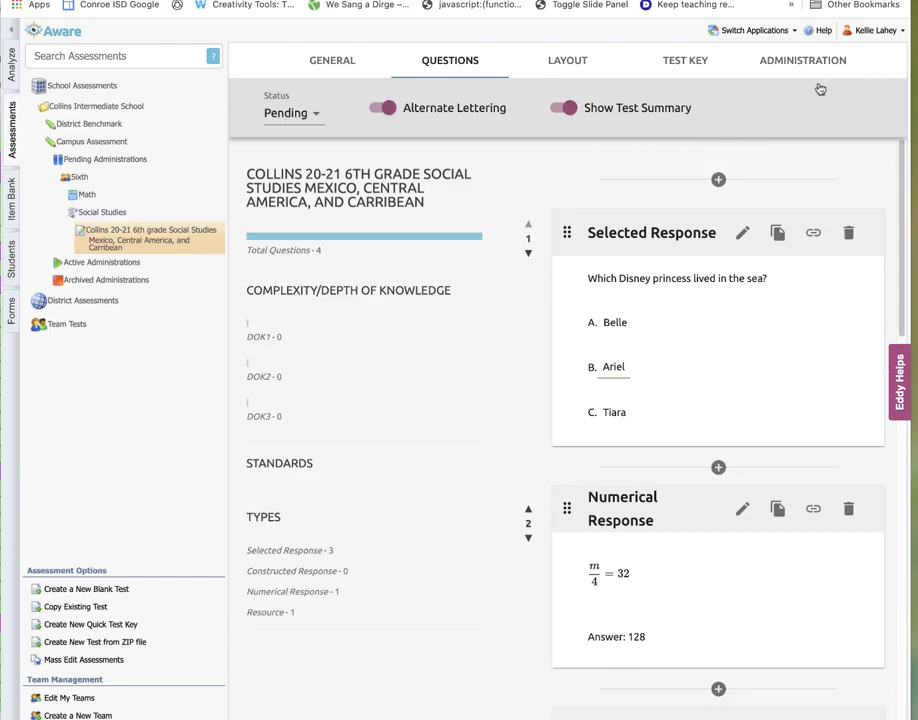 Apps
Conroe ISD Google
Creativity Tools: T...
We Sang a Dirge –...
javascript:(functio...
Toggle Slide Panel
Keep teaching re...
»
Other Bookmarks
Aware
Switch Applications
Help
Kellie Lahey
Analyze
Assessments
Item Bank
Students
Forms
Search Assessments
?
School Assessments
Collins Intermediate School
District Benchmark
Campus Assessment
Pending Administrations
Sixth
Math
Social Studies
Collins 20-21 6th grade Social Studies
Mexico, Central America, and
Carribean
Active Administrations
Archived Administrations
District Assessments
Team Tests
Assessment Options
Create a New Blank Test
Copy Existing Test
Create New Quick Test Key
Create New Test from ZIP file
Mass Edit Assessments
Team Management
Edit My Teams
Create a New Team
GENERAL
QUESTIONS
LAYOUT
TEST KEY
ADMINISTRATION
Status
Pending
Alternate Lettering
Show Test Summary
COLLINS 20-21 6TH GRADE SOCIAL
STUDIES MEXICO, CENTRAL
AMERICA, AND CARRIBEAN
Total Questions - 4
COMPLEXITY/DEPTH OF KNOWLEDGE
DOK1 - 0
DOK2 - 0
DOK3 - 0
STANDARDS
TYPES
Selected Response - 3
Constructed Response - 0
Numerical Response - 1
Resource - 1
1
Selected Response
Which Disney princess lived in the sea?
A. Belle
B. Ariel
C. Tiara
2
Numerical
Response
m/4 = 32
Answer: 128
Eddy Helps